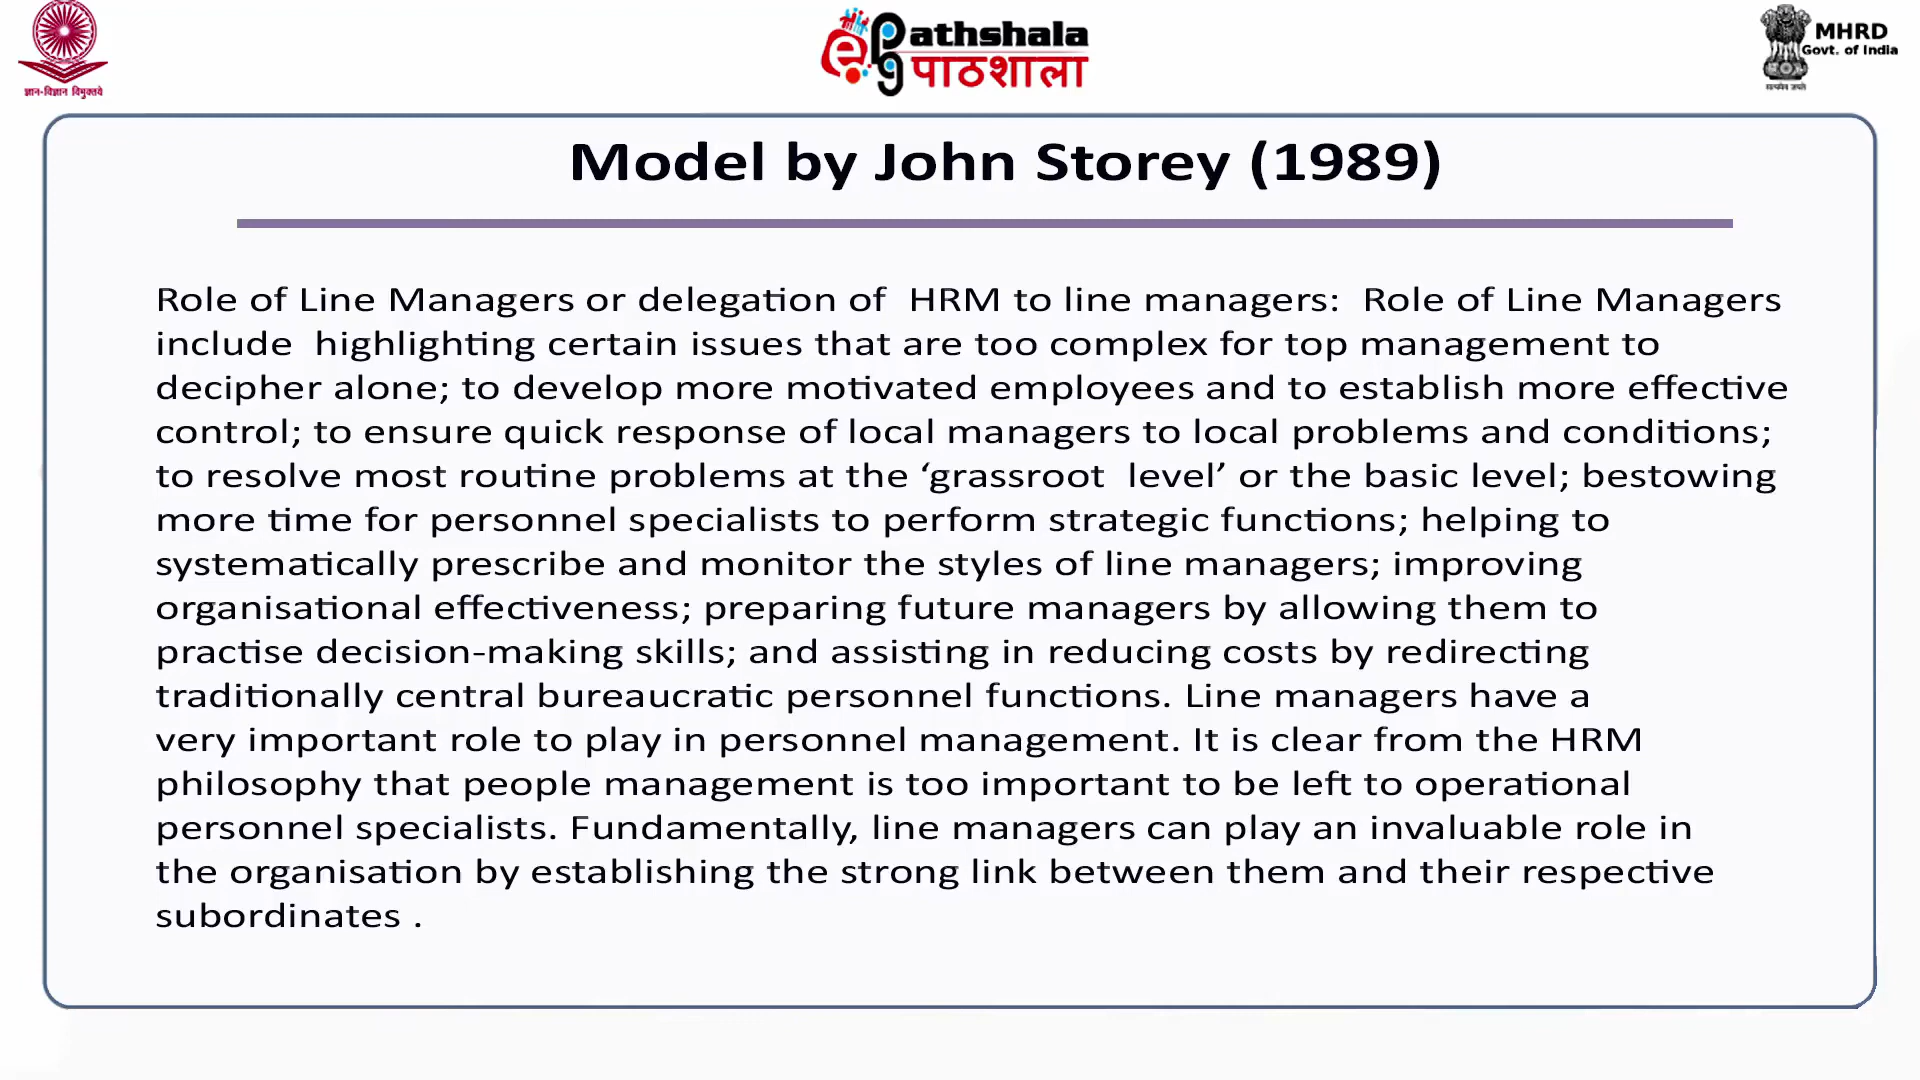 ज्ञान-विज्ञान विमुक्तये
ePG athshala
पाठशाला
MHRD
Govt. of India
सत्यमेव जयते
Model by John Storey (1989)
Role of Line Managers or delegation of  HRM to line managers:  Role of Line Managers
include  highlighting certain issues that are too complex for top management to
decipher alone; to develop more motivated employees and to establish more effective
control; to ensure quick response of local managers to local problems and conditions;
to resolve most routine problems at the ‘grassroot  level’ or the basic level; bestowing
more time for personnel specialists to perform strategic functions; helping to
systematically prescribe and monitor the styles of line managers; improving
organisational effectiveness; preparing future managers by allowing them to
practise decision-making skills; and assisting in reducing costs by redirecting
traditionally central bureaucratic personnel functions. Line managers have a
very important role to play in personnel management. It is clear from the HRM
philosophy that people management is too important to be left to operational
personnel specialists. Fundamentally, line managers can play an invaluable role in
the organisation by establishing the strong link between them and their respective
subordinates .